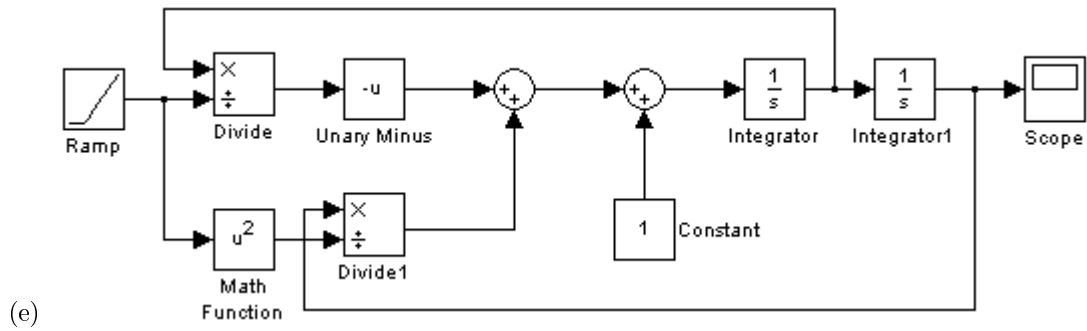 ×
÷
Divide
-u
Unary Minus
+
+
+
+
1
s
Integrator
1
s
Integrator1
Scope
Ramp
u²
Math
Function
×
÷
Divide1
1
Constant
(e)